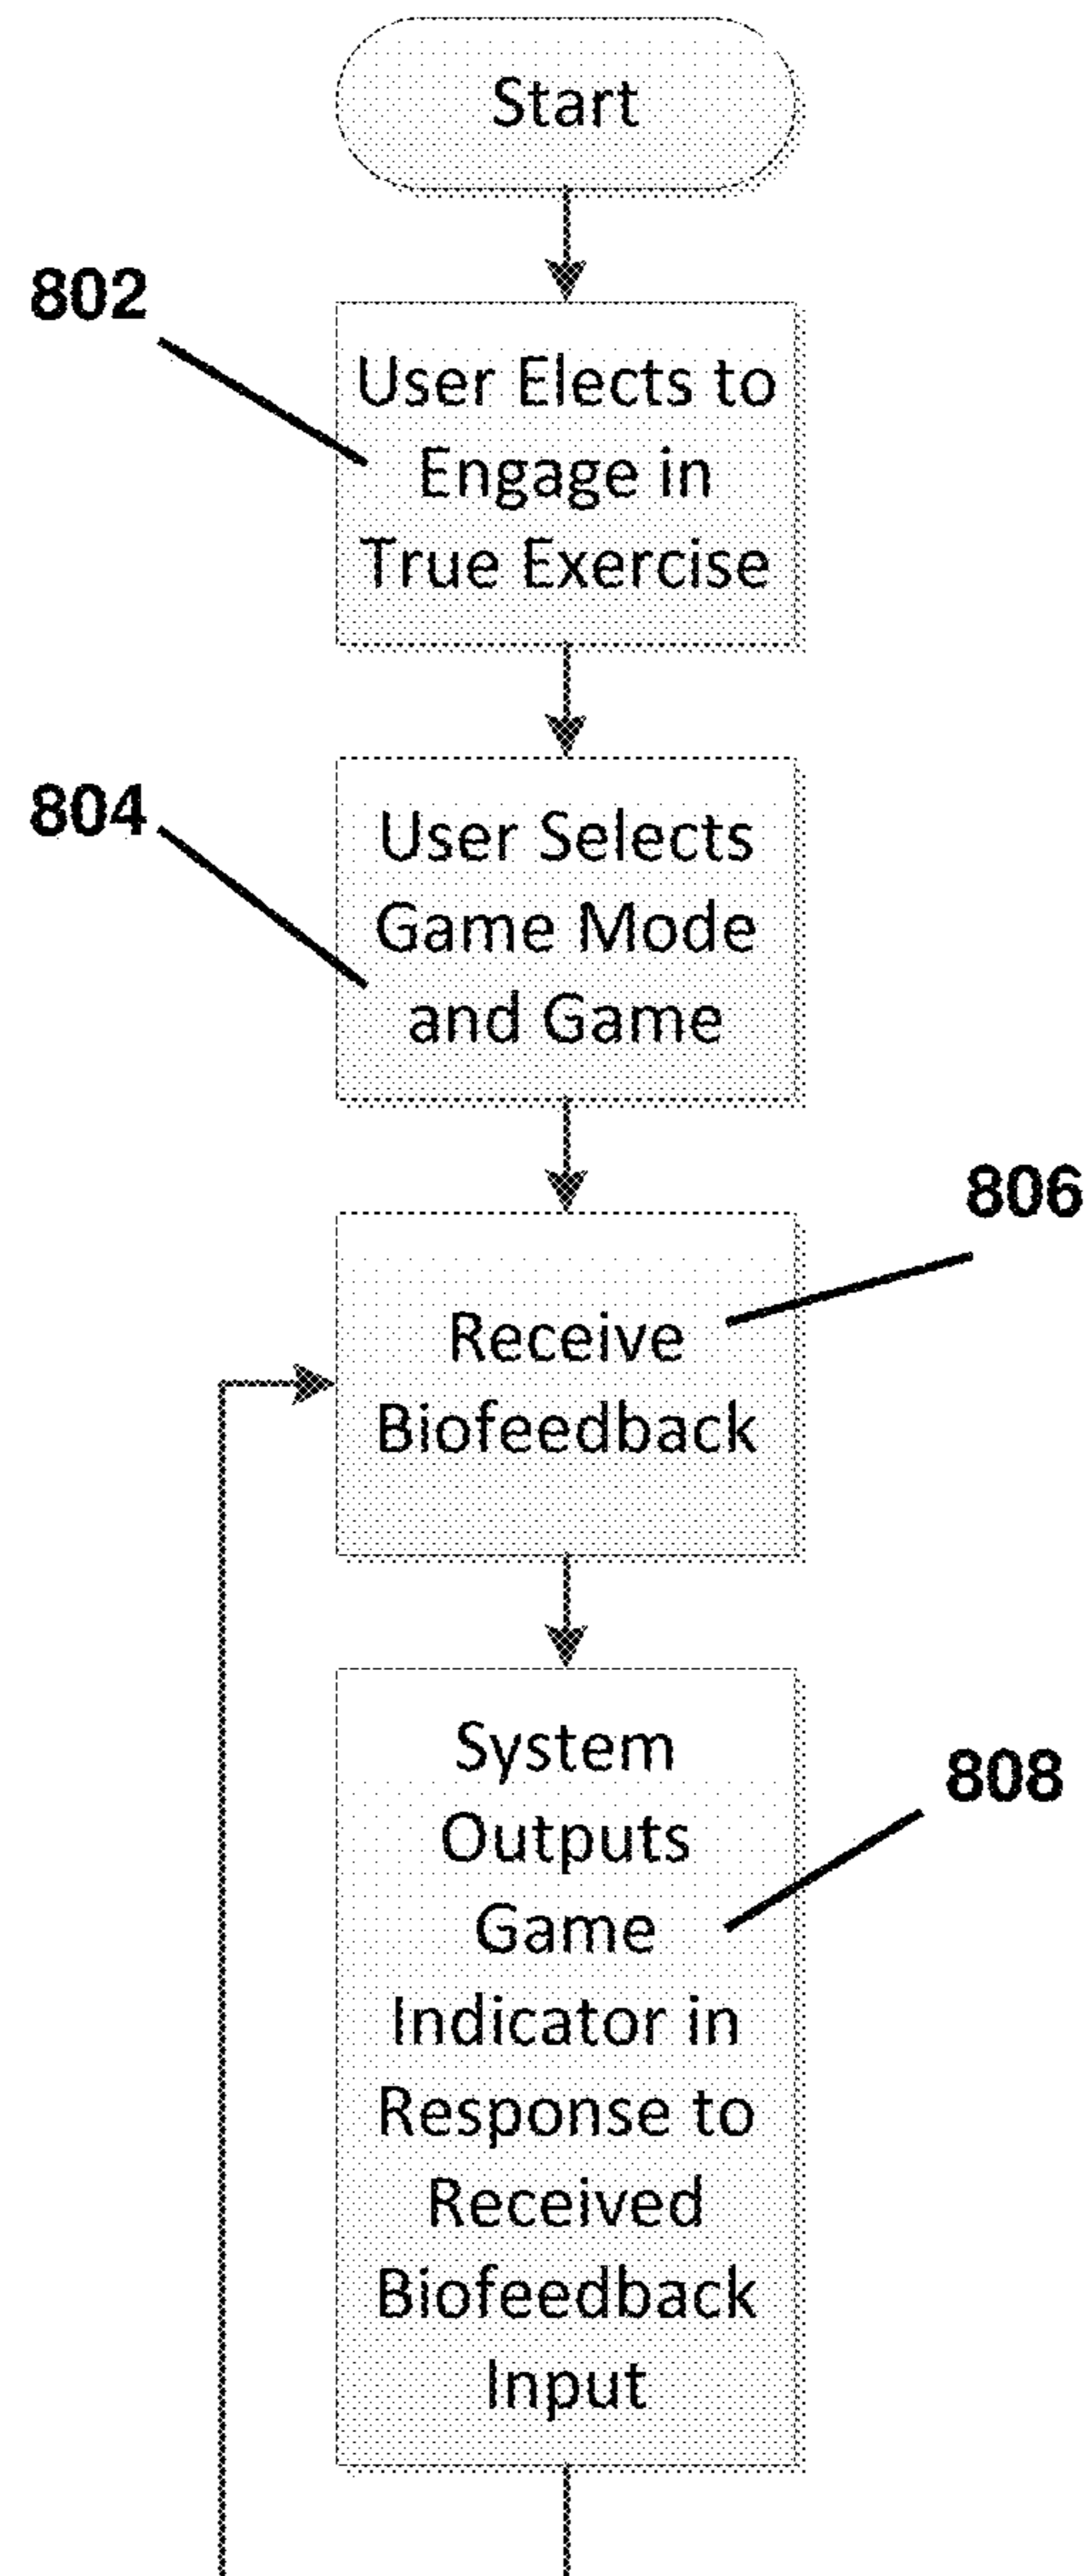 Start
802
User Elects to
Engage in
True Exercise
804
User Selects
Game Mode
and Game
806
Receive
Biofeedback
808
System
Outputs
Game
Indicator in
Response to
Received
Biofeedback
Input